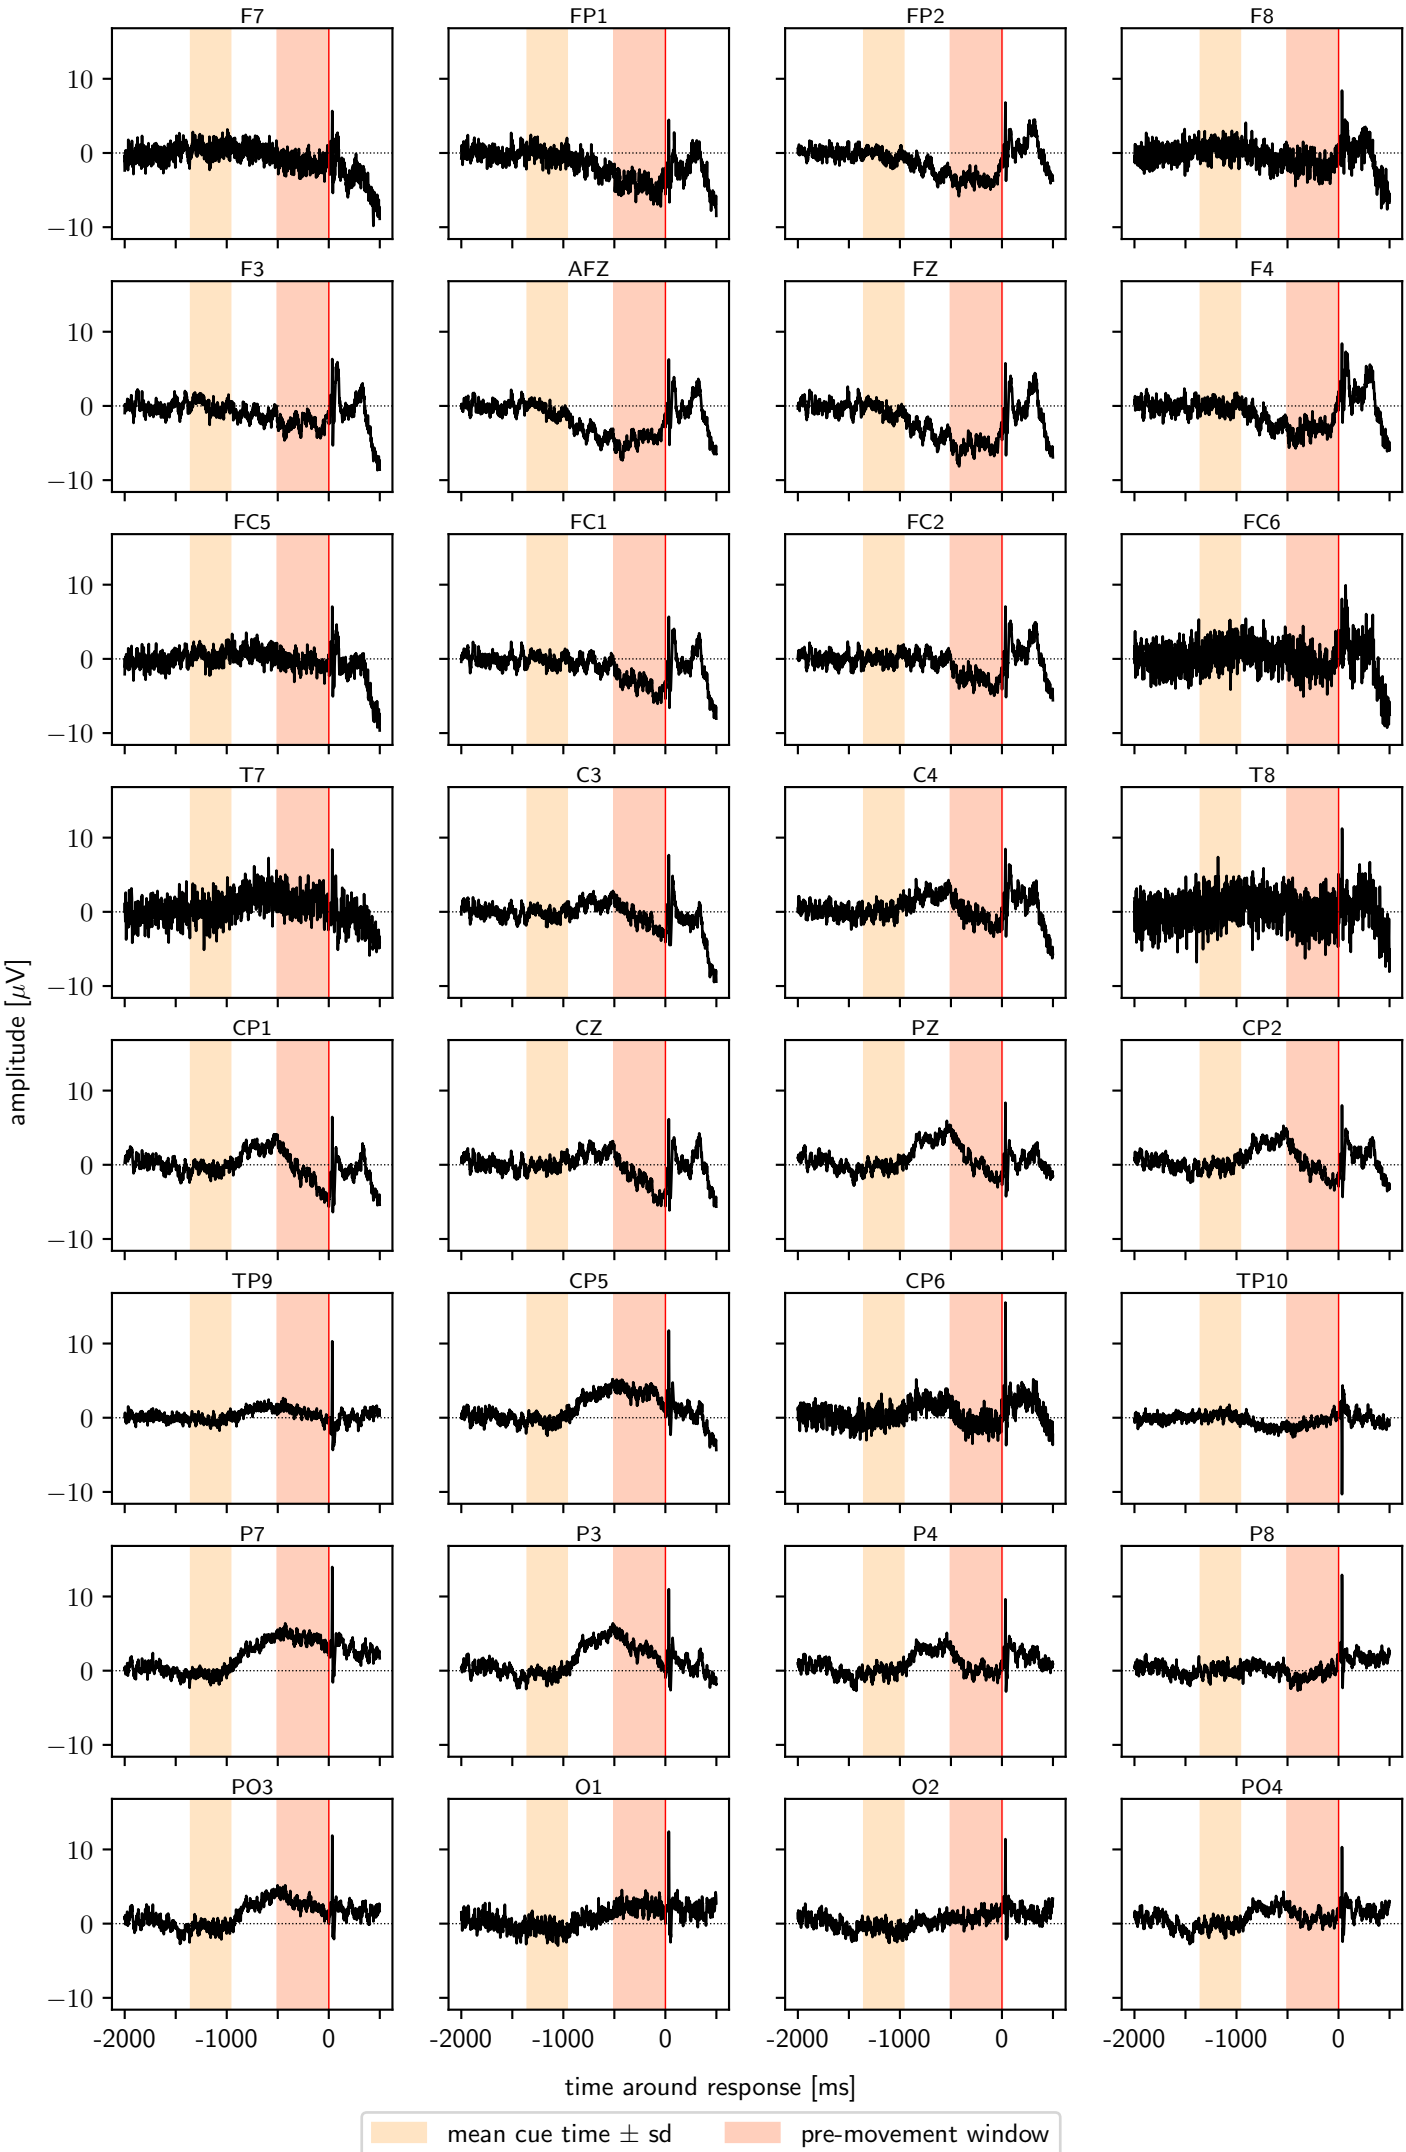 F7 FP1 FP2 F8
10
0
−10
F3 AFZ FZ F4
10
0
−10
FC5 FC1 FC2 FC6
10
0
−10
T7 C3 C4 T8
10
0
−10
amplitude [μV]
CP1 CZ PZ CP2
10
0
−10
TP9 CP5 CP6 TP10
10
0
−10
P7 P3 P4 P8
10
0
−10
PO3 O1 O2 PO4
10
0
−10
-2000 -1000 0 -2000 -1000 0 -2000 -1000 0 -2000 -1000 0
time around response [ms]
mean cue time ± sd pre-movement window